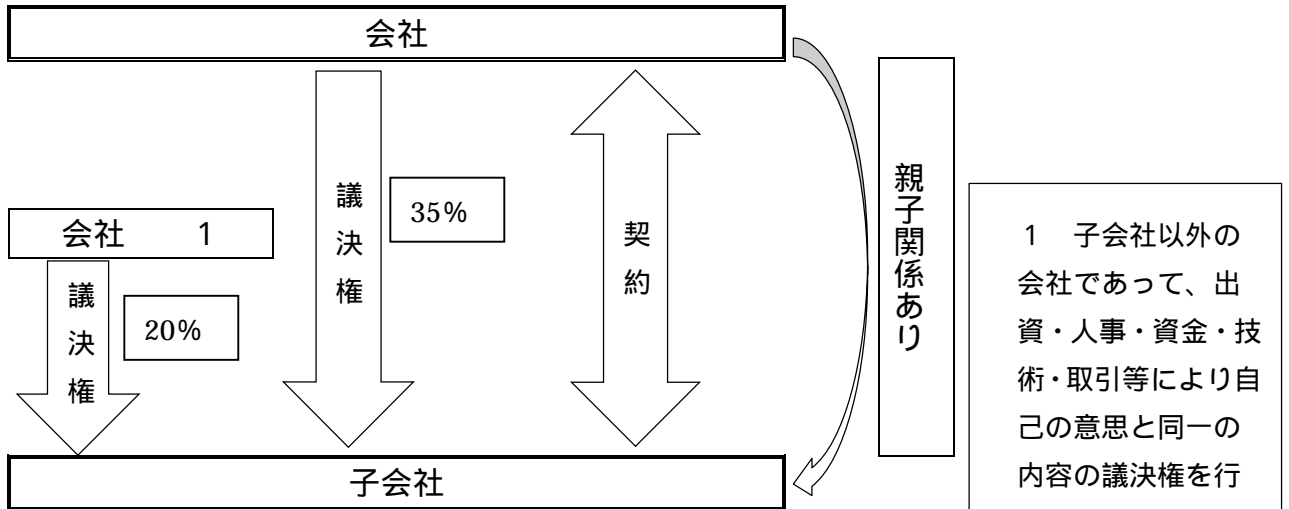 会社
議決権
35%
契約
親子関係あり
会社 1
議決権
20%
1 子会社以外の
会社であって、出
資・人事・資金・技
術・取引等により自
己の意思と同一の
内容の議決権を行
子会社